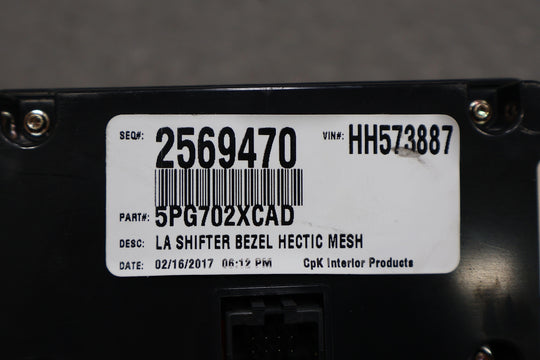 SEQ#: 2569470 VIN#: HH573887
PART#: 5PG702XCAD
DESC: LA SHIFTER BEZEL HECTIC MESH
DATE: 02/16/2017 06:12 PM CpK Interior Products